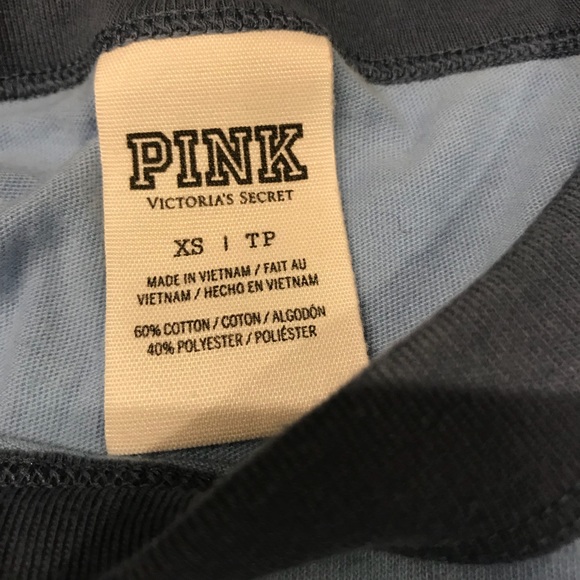 PINK
VICTORIA'S SECRET
XS | TP
MADE IN VIETNAM / FAIT AU
VIETNAM / HECHO EN VIETNAM
60% COTTON / COTON / ALGODÓN
40% POLYESTER / POLIÉSTER